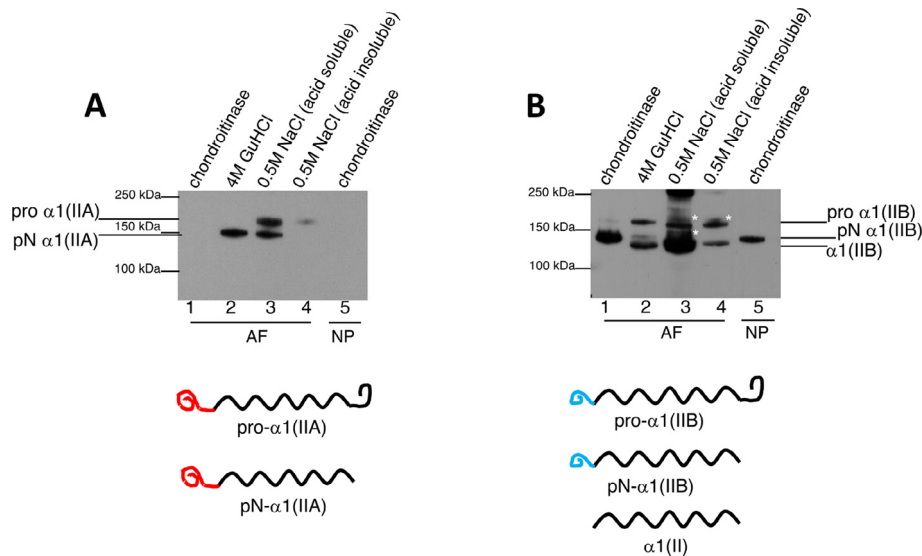 A
chondroitinase
4M GuHCl
0.5M NaCl (acid soluble)
0.5M NaCl (acid insoluble)
chondroitinase
250 kDa
pro α1(IIA)
150 kDa
pN α1(IIA)
100 kDa
1 2 3 4 5
AF NP
pro-α1(IIA)
pN-α1(IIA)
B
chondroitinase
4M GuHCl
0.5M NaCl (acid soluble)
0.5M NaCl (acid insoluble)
chondroitinase
250 kDa
* *
pro α1(IIB)
150 kDa
*
pN α1(IIB)
α1(IIB)
100 kDa
1 2 3 4 5
AF NP
pro-α1(IIB)
pN-α1(IIB)
α1(II)